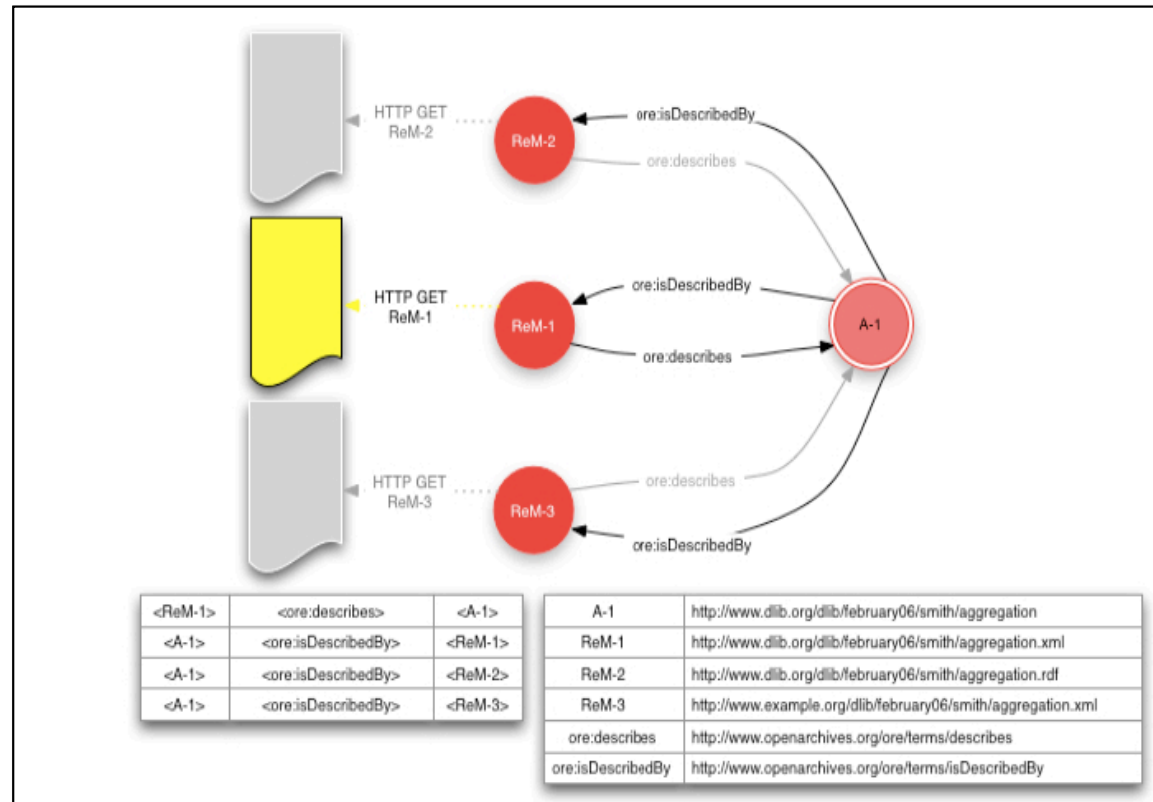 HTTP GET
ReM-2
ReM-2
ore:isDescribedBy
ore:describes
HTTP GET
ReM-1
ReM-1
ore:isDescribedBy
ore:describes
A-1
HTTP GET
ReM-3
ReM-3
ore:describes
ore:isDescribedBy
<ReM-1> <ore:describes> <A-1>
<A-1> <ore:isDescribedBy> <ReM-1>
<A-1> <ore:isDescribedBy> <ReM-2>
<A-1> <ore:isDescribedBy> <ReM-3>
A-1 http://www.dlib.org/dlib/february06/smith/aggregation
ReM-1 http://www.dlib.org/dlib/february06/smith/aggregation.xml
ReM-2 http://www.dlib.org/dlib/february06/smith/aggregation.rdf
ReM-3 http://www.example.org/dlib/february06/smith/aggregation.xml
ore:describes http://www.openarchives.org/ore/terms/describes
ore:isDescribedBy http://www.openarchives.org/ore/terms/isDescribedBy